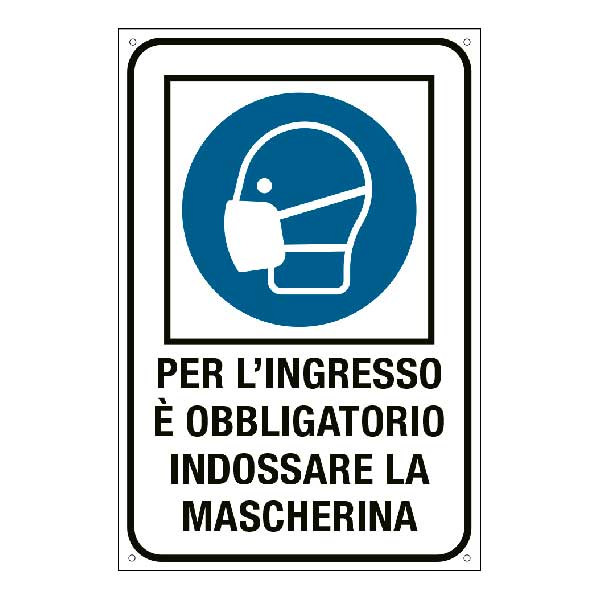 PER L'INGRESSO
È OBBLIGATORIO
INDOSSARE LA
MASCHERINA